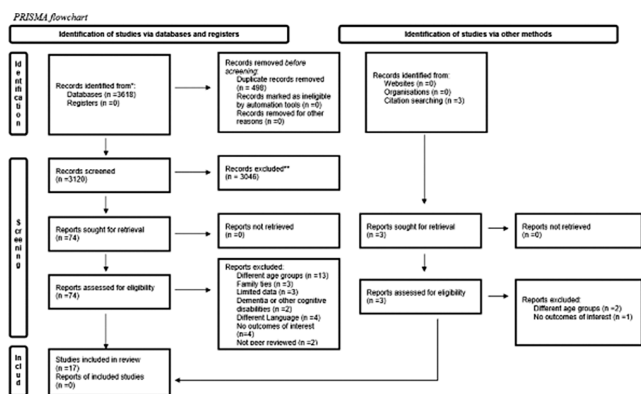 PRISMA flowchart
Identification of studies via databases and registers
Identification of studies via other methods
Identification
Records identified from*:
Databases (n =3618)
Registers (n =0)
Records removed before
screening:
Duplicate records removed
(n = 498)
Records marked as ineligible
by automation tools (n =0)
Records removed for other
reasons (n =0)
Records identified from:
Websites (n =0)
Organisations (n =0)
Citation searching (n =3)
Screening
Records screened
(n =3120)
Records excluded**
(n = 3046)
Reports sought for retrieval
(n =74)
Reports not retrieved
(n =0)
Reports sought for retrieval
(n =3)
Reports not retrieved
(n =0)
Reports assessed for eligibility
(n =74)
Reports excluded:
Different age groups (n =13)
Family ties (n =3)
Limited data (n =3)
Dementia or other cognitive
disabilities (n =2)
Different Language (n =4)
No outcomes of interest
(n=4)
Not peer reviewed (n =2)
Reports assessed for eligibility
(n =3)
Reports excluded:
Different age groups (n =2)
No outcomes of interest (n =1)
Includ
Studies included in review
(n =17)
Reports of included studies
(n =0)